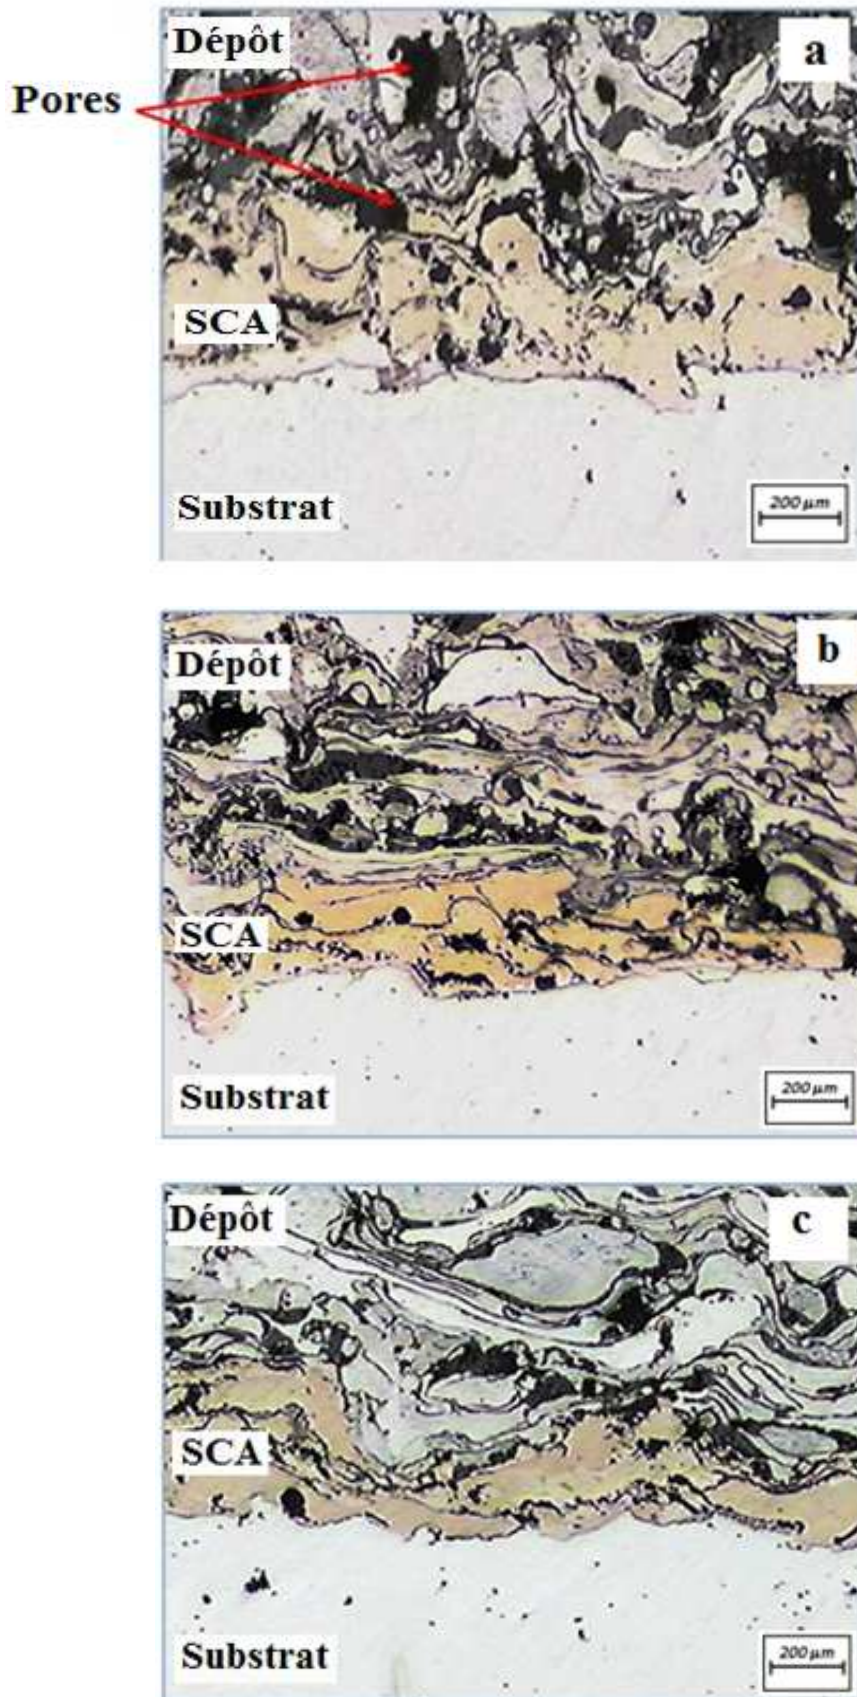 Dépôt
a
Pores
SCA
Substrat
200 μm
Dépôt
b
SCA
Substrat
200 μm
Dépôt
c
SCA
Substrat
200 μm